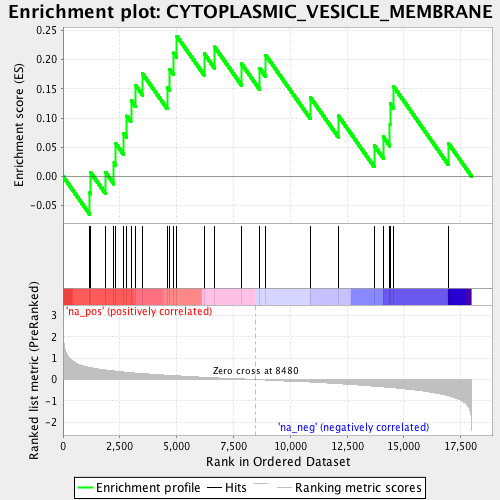 Enrichment plot: CYTOPLASMIC_VESICLE_MEMBRANE
Enrichment score (ES)
0.25
0.20
0.15
0.10
0.05
0.00
-0.05
'na_pos' (positively correlated)
Ranked list metric (PreRanked)
3
2
1
0
-1
-2
Zero cross at 8480
'na_neg' (negatively correlated)
0
2,500
5,000
7,500
10,000
12,500
15,000
17,500
Rank in Ordered Dataset
Enrichment profile
Hits
Ranking metric scores